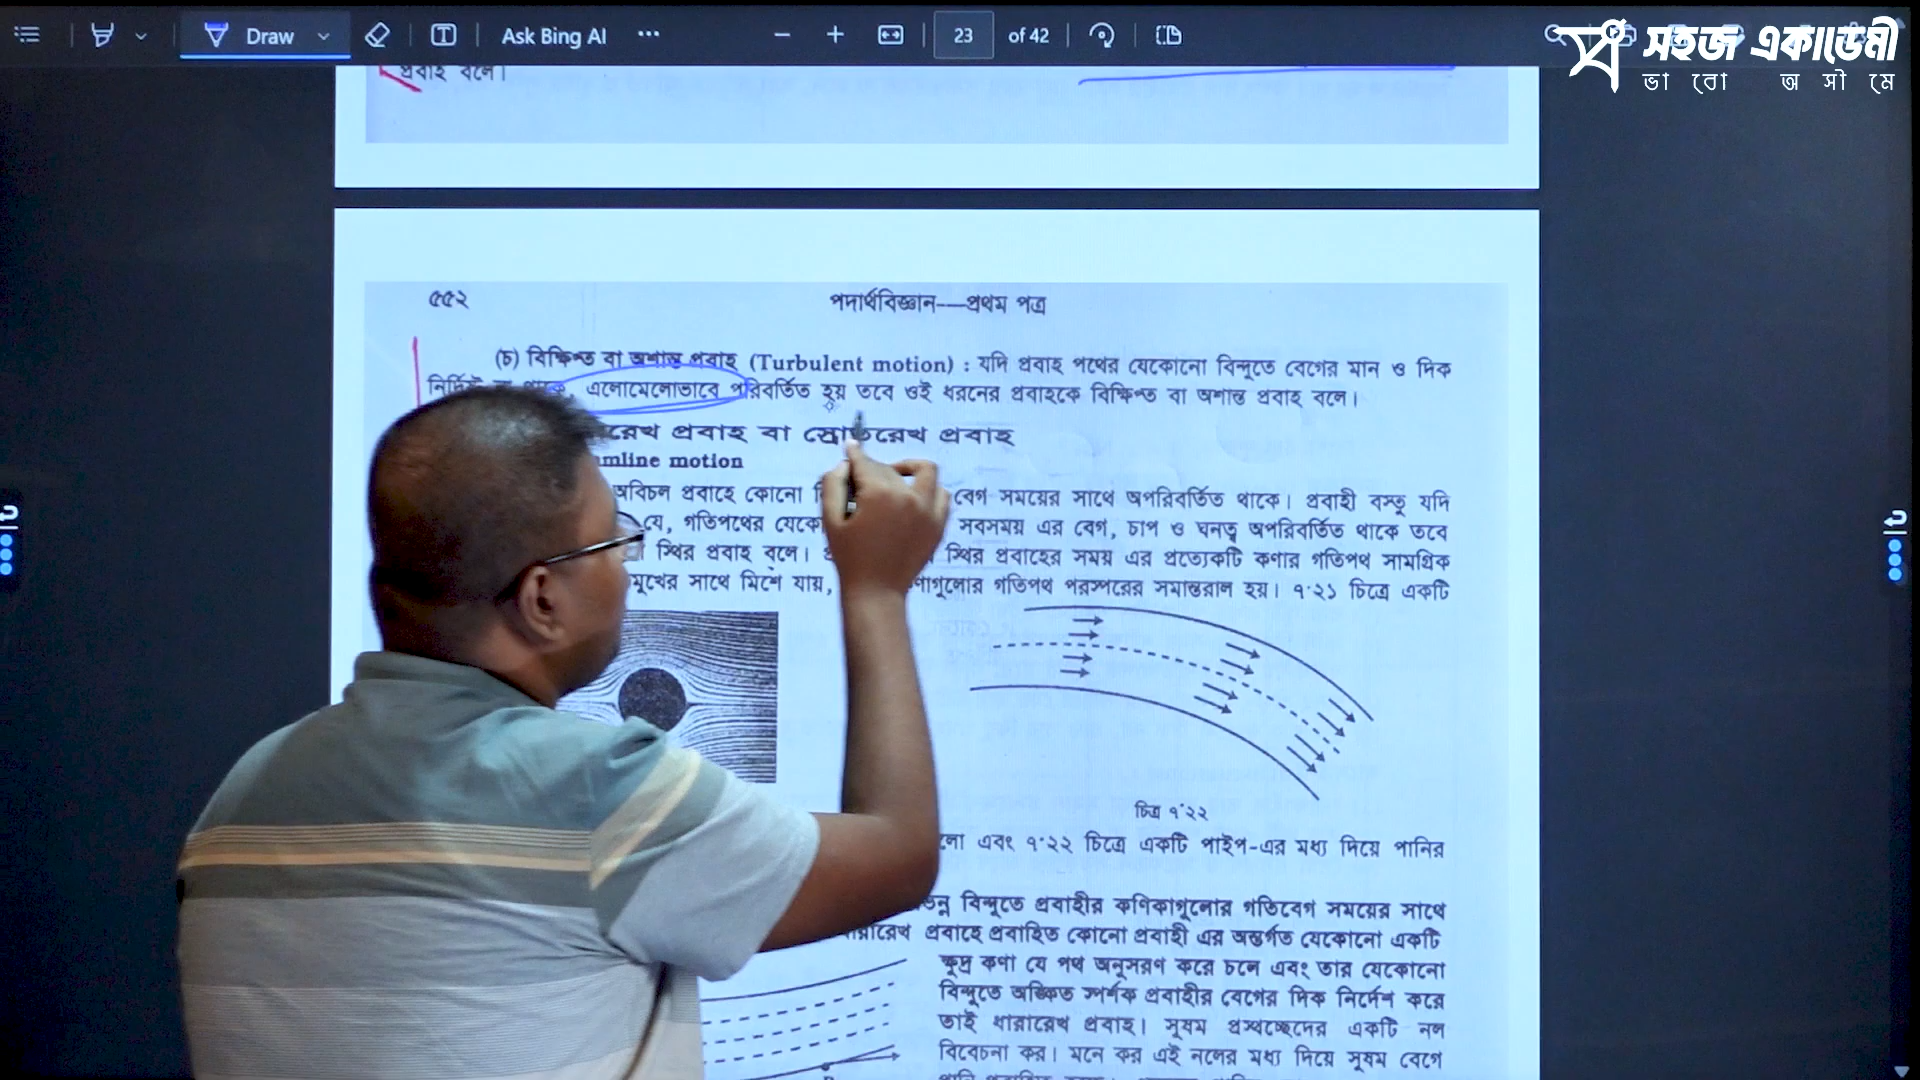 Draw
Ask Bing AI
23 of 42
সহজ একাডেমী
ভাবো অসীমে
প্রবাহ বলে।
৫৫২
পদার্থবিজ্ঞান—প্রথম পত্র
(চ) বিক্ষিপ্ত বা অশান্ত প্রবাহ (Turbulent motion) : যদি প্রবাহ পথের যেকোনো বিন্দুতে বেগের মান ও দিক
নির্দিষ্ট না থাকে, এলোমেলোভাবে পরিবর্তিত হয় তবে ওই ধরনের প্রবাহকে বিক্ষিপ্ত বা অশান্ত প্রবাহ বলে।
রেখ প্রবাহ বা স্রোতরেখ প্রবাহ
mline motion
অবিচল প্রবাহে কোনো বেগ সময়ের সাথে অপরিবর্তিত থাকে। প্রবাহী বস্তু যদি
যে, গতিপথের যেকো সবসময় এর বেগ, চাপ ও ঘনত্ব অপরিবর্তিত থাকে তবে
স্থির প্রবাহ বলে। স্থির প্রবাহের সময় এর প্রত্যেকটি কণার গতিপথ সামগ্রিক
মুখের সাথে মিশে যায়, ণাগুলোর গতিপথ পরস্পরের সমান্তরাল হয়। ৭·২১ চিত্রে একটি
চিত্র ৭·২২
লো এবং ৭·২২ চিত্রে একটি পাইপ-এর মধ্য দিয়ে পানির
বিন্দুতে প্রবাহীর কণিকাগুলোর গতিবেগ সময়ের সাথে
প্রবাহে প্রবাহিত কোনো প্রবাহী এর অন্তর্গত যেকোনো একটি
ক্ষুদ্র কণা যে পথ অনুসরণ করে চলে এবং তার যেকোনো
বিন্দুতে অঙ্কিত স্পর্শক প্রবাহীর বেগের দিক নির্দেশ করে
তাই ধারারেখ প্রবাহ। সুষম প্রস্থচ্ছেদের একটি নল
বিবেচনা কর। মনে কর এই নলের মধ্য দিয়ে সুষম বেগে